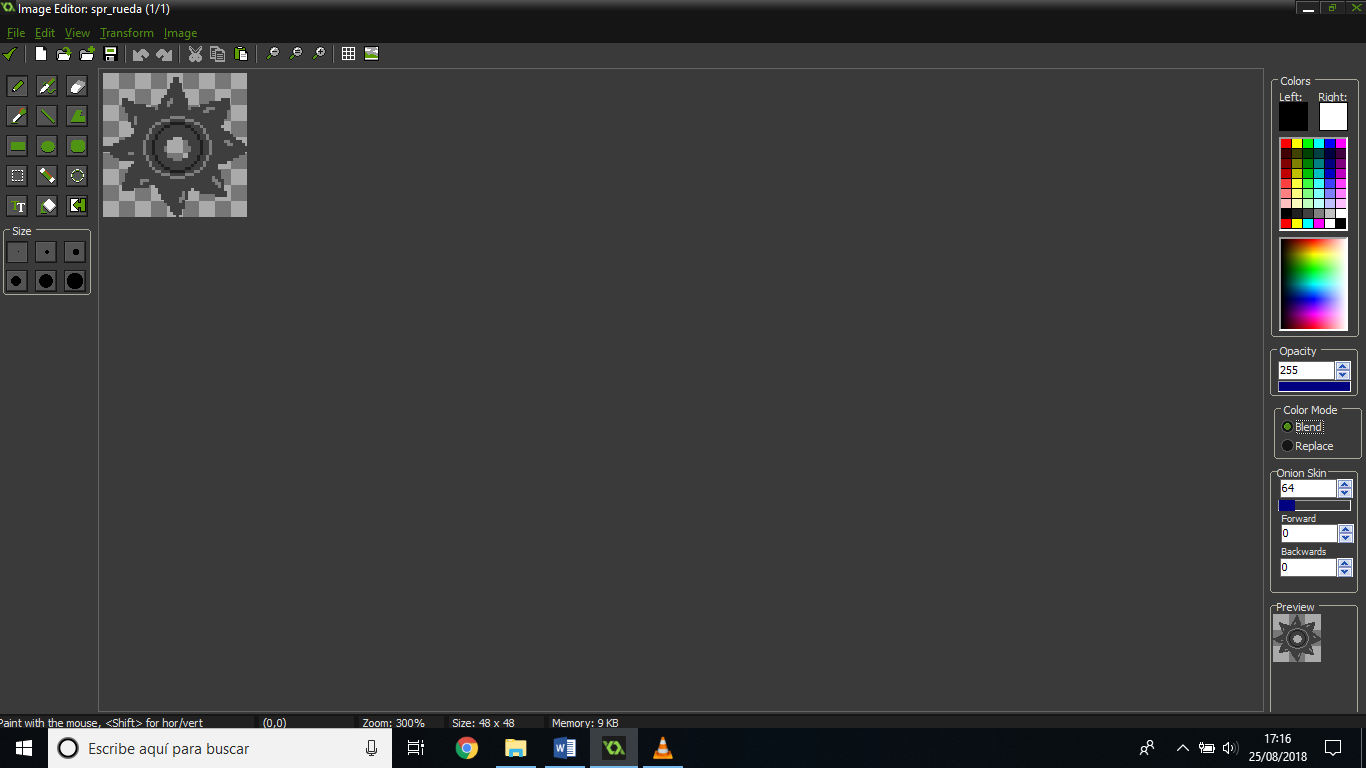 Image Editor: spr_rueda (1/1)
File Edit View Transform Image
Colors
Left: Right:
Size
TT
Opacity
255
Color Mode
Blend
Replace
Onion Skin
64
Forward
0
Backwards
0
Preview
Paint with the mouse, <Shift> for hor/vert (0,0) Zoom: 300% Size: 48 x 48 Memory: 9 KB
Escribe aquí para buscar
17:16
25/08/2018